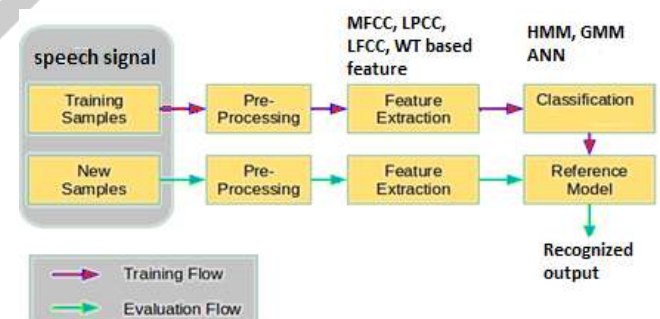 speech signal
MFCC, LPCC,
LFCC, WT based
feature
HMM, GMM
ANN
Training
Samples
Pre-
Processing
Feature
Extraction
Classification
New
Samples
Pre-
Processing
Feature
Extraction
Reference
Model
Recognized
output
Training Flow
Evaluation Flow